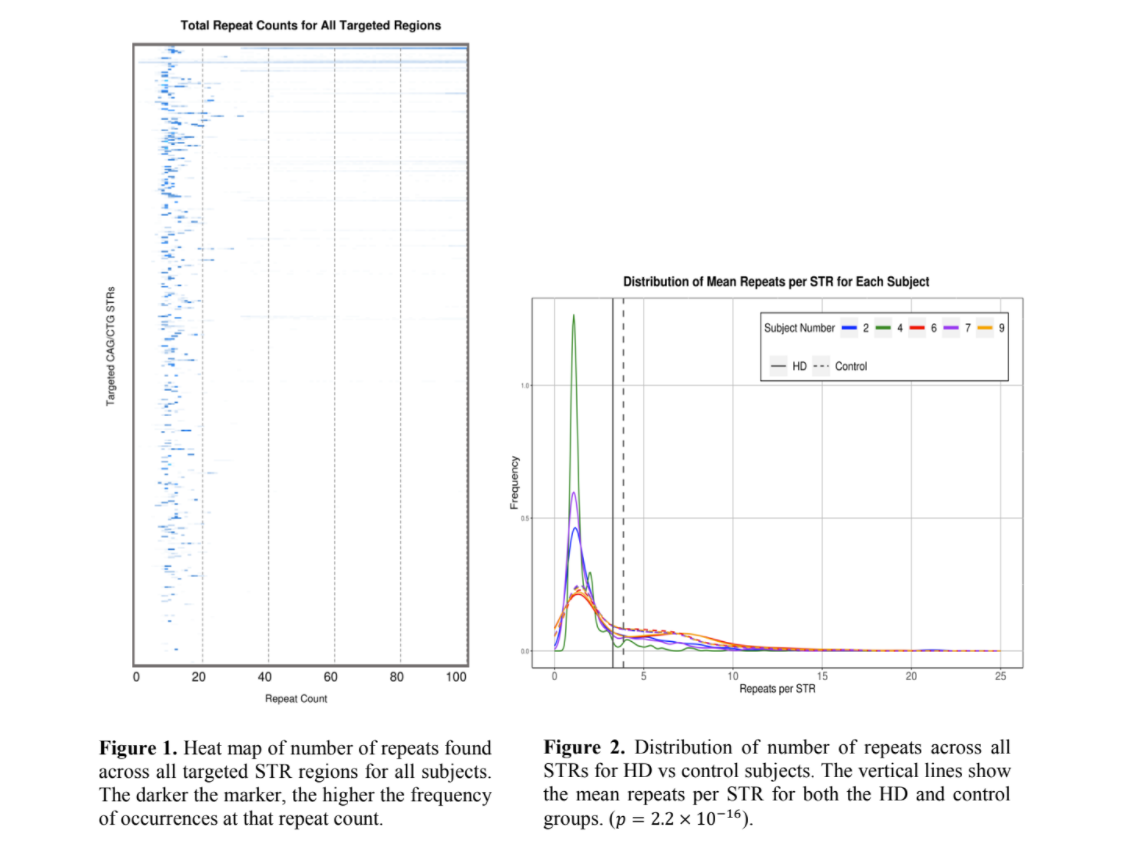 Total Repeat Counts for All Targeted Regions
Targeted CAG/CTG STRs
0 20 40 60 80 100
Repeat Count
Figure 1. Heat map of number of repeats found
across all targeted STR regions for all subjects.
The darker the marker, the higher the frequency
of occurrences at that repeat count.
Distribution of Mean Repeats per STR for Each Subject
Subject Number 2 4 6 7 9
HD Control
Frequency
1.0
0.5
0.0
0 5 10 15 20 25
Repeats per STR
Figure 2. Distribution of number of repeats across all
STRs for HD vs control subjects. The vertical lines show
the mean repeats per STR for both the HD and control
groups. (p = 2.2 × 10⁻¹⁶).